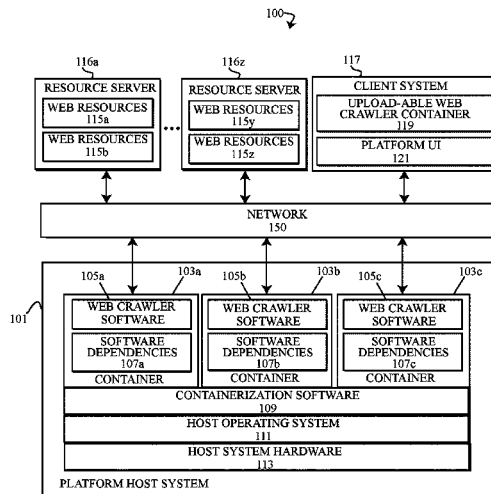 100
116a
116z
117
RESOURCE SERVER
WEB RESOURCES
115a
WEB RESOURCES
115b
...
RESOURCE SERVER
WEB RESOURCES
115y
WEB RESOURCES
115z
CLIENT SYSTEM
UPLOAD-ABLE WEB
CRAWLER CONTAINER
119
PLATFORM UI
121
NETWORK
150
101
105a
103a
105b
103b
105c
103c
WEB CRAWLER
SOFTWARE
SOFTWARE
DEPENDENCIES
107a
CONTAINER
WEB CRAWLER
SOFTWARE
SOFTWARE
DEPENDENCIES
107b
CONTAINER
WEB CRAWLER
SOFTWARE
SOFTWARE
DEPENDENCIES
107c
CONTAINER
CONTAINERIZATION SOFTWARE
109
HOST OPERATING SYSTEM
111
HOST SYSTEM HARDWARE
113
PLATFORM HOST SYSTEM